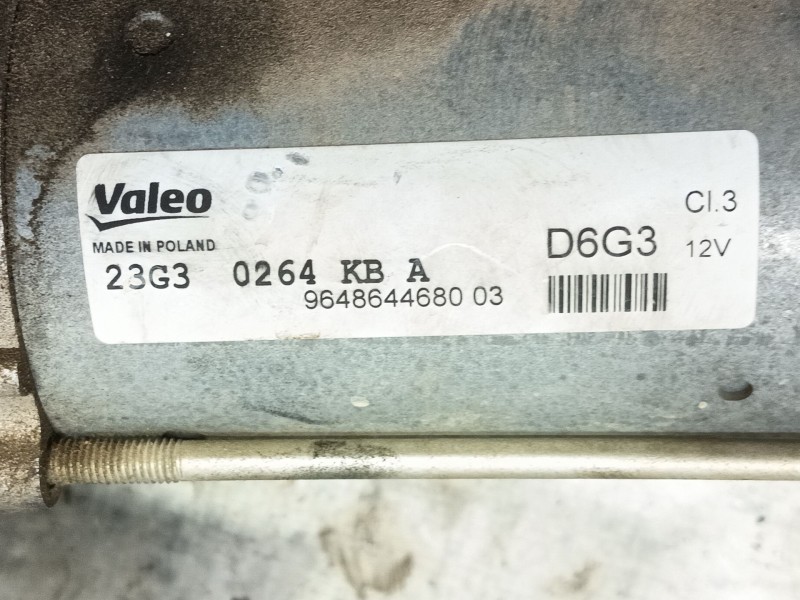 Valeo
MADE IN POLAND
23G3 0264 KB A
9648644680 03
D6G3
Cl.3
12V